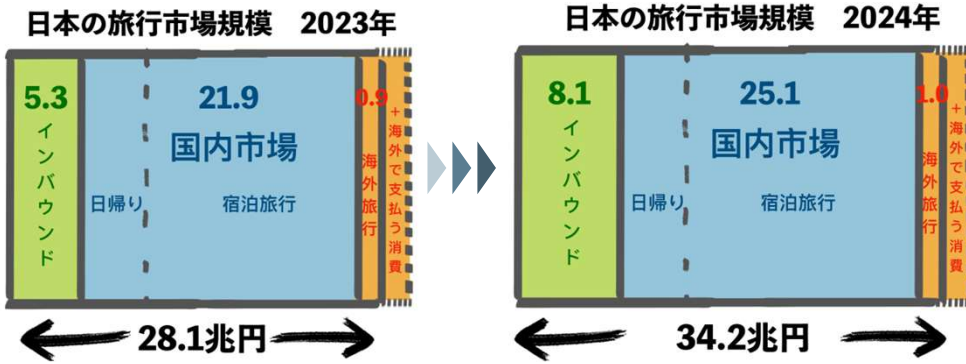 日本の旅行市場規模 2023年
5.3
インバウンド
21.9
国内市場
日帰り
宿泊旅行
0.9
海外旅行
+海外で支払う消費
28.1兆円
日本の旅行市場規模 2024年
8.1
インバウンド
25.1
国内市場
日帰り
宿泊旅行
1.0
海外旅行
+海外で支払う消費
34.2兆円